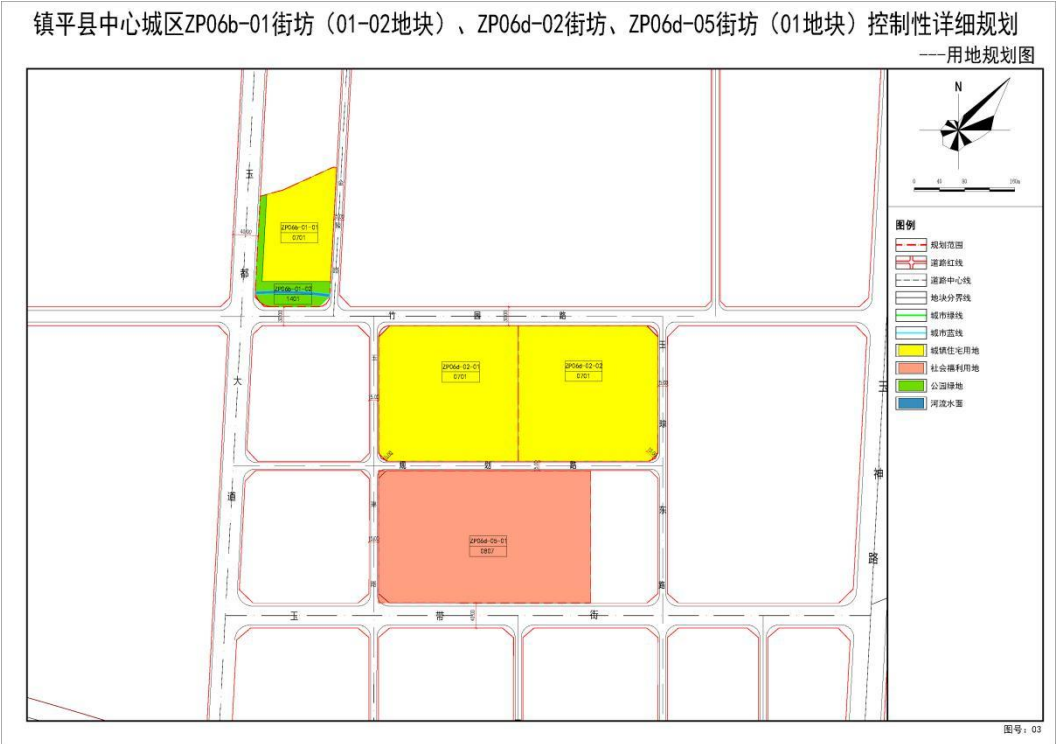 镇平县中心城区ZP06b-01街坊（01-02地块）、ZP06d-02街坊、ZP06d-05街坊（01地块）控制性详细规划
---用地规划图
N
0
40
80
200m
图例
规划范围
道路红线
道路中心线
地块分界线
城市绿线
城市蓝线
城镇住宅用地
社会福利用地
公园绿地
河流水面
玉都大道
ZP06b-01-01
0701
ZP06b-01-02
1401
竹园路
ZP06d-02-01
0701
ZP06d-02-02
0701
规划路
ZP06d-05-01
0807
玉带街
东路
玉神路
图号：03